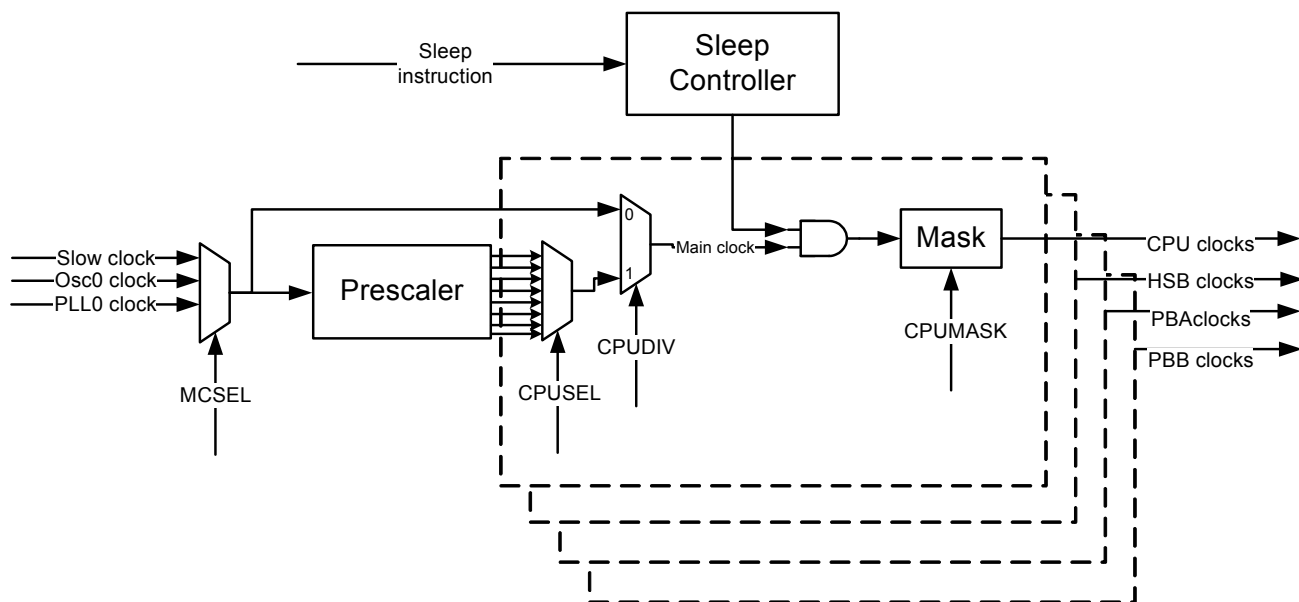 Sleep
instruction
Sleep
Controller
0
1
Slow clock
Osc0 clock
PLL0 clock
Prescaler
Main clock
Mask
CPU clocks
HSB clocks
PBAclocks
PBB clocks
MCSEL
CPUSEL
CPUDIV
CPUMASK